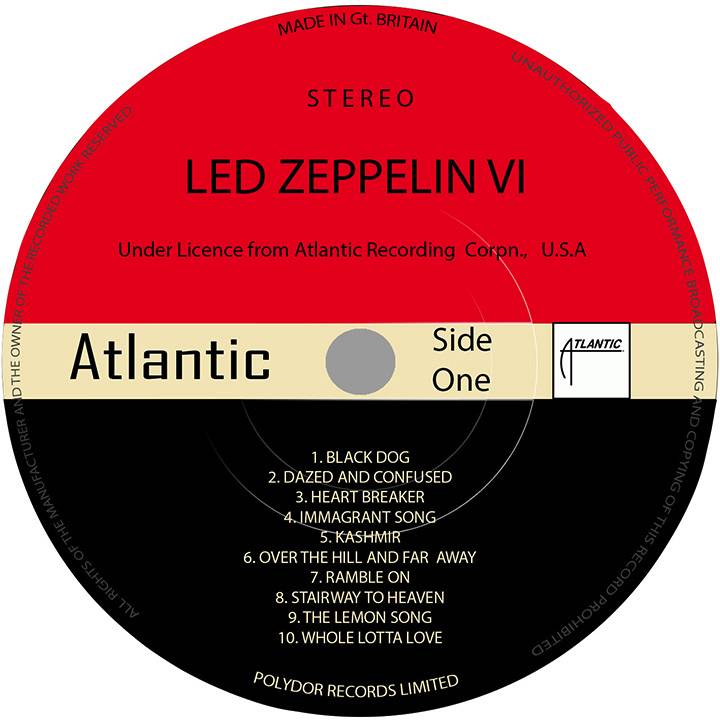 MADE IN Gt. BRITAIN
UNAUTHORIZED PUBLIC PERFORMANCE BROADCASTING AND COPYING OF THIS RECORD PROHIBITED
STEREO
LED ZEPPELIN VI
Under Licence from Atlantic Recording Corpn., U.S.A
ALL RIGHTS OF THE MANUFACTURER AND THE OWNER OF THE RECORDED WORK RESERVED
Atlantic
Side
One
ATLANTIC
1. BLACK DOG
2. DAZED AND CONFUSED
3. HEART BREAKER
4. IMMAGRANT SONG
5. KASHMIR
6. OVER THE HILL AND FAR AWAY
7. RAMBLE ON
8. STAIRWAY TO HEAVEN
9. THE LEMON SONG
10. WHOLE LOTTA LOVE
POLYDOR RECORDS LIMITED